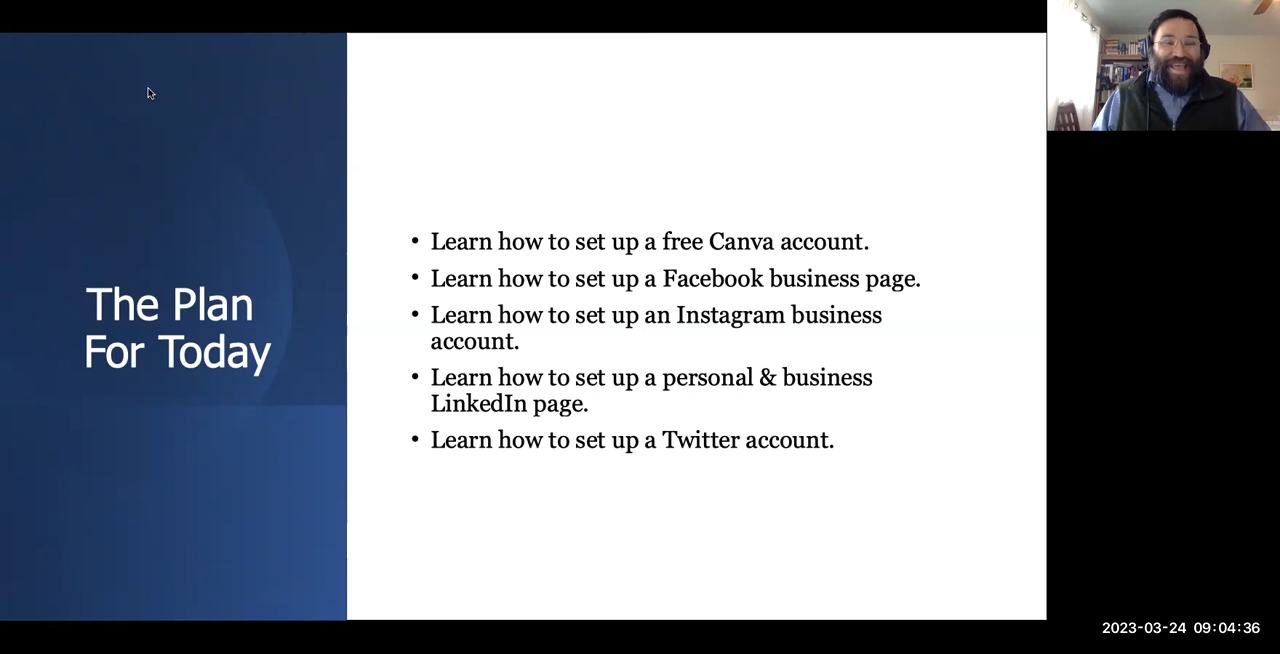 The Plan
For Today
• Learn how to set up a free Canva account.
• Learn how to set up a Facebook business page.
• Learn how to set up an Instagram business
account.
• Learn how to set up a personal & business
LinkedIn page.
• Learn how to set up a Twitter account.
2023-03-24 09:04:36